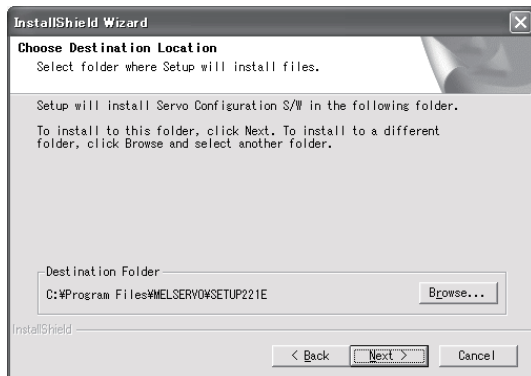 InstallShield Wizard
Choose Destination Location
Select folder where Setup will install files.
Setup will install Servo Configuration S/W in the following folder.
To install to this folder, click Next. To install to a different
folder, click Browse and select another folder.
Destination Folder
C:¥Program Files¥MELSERVO¥SETUP221E
Browse...
InstallShield
< Back Next > Cancel